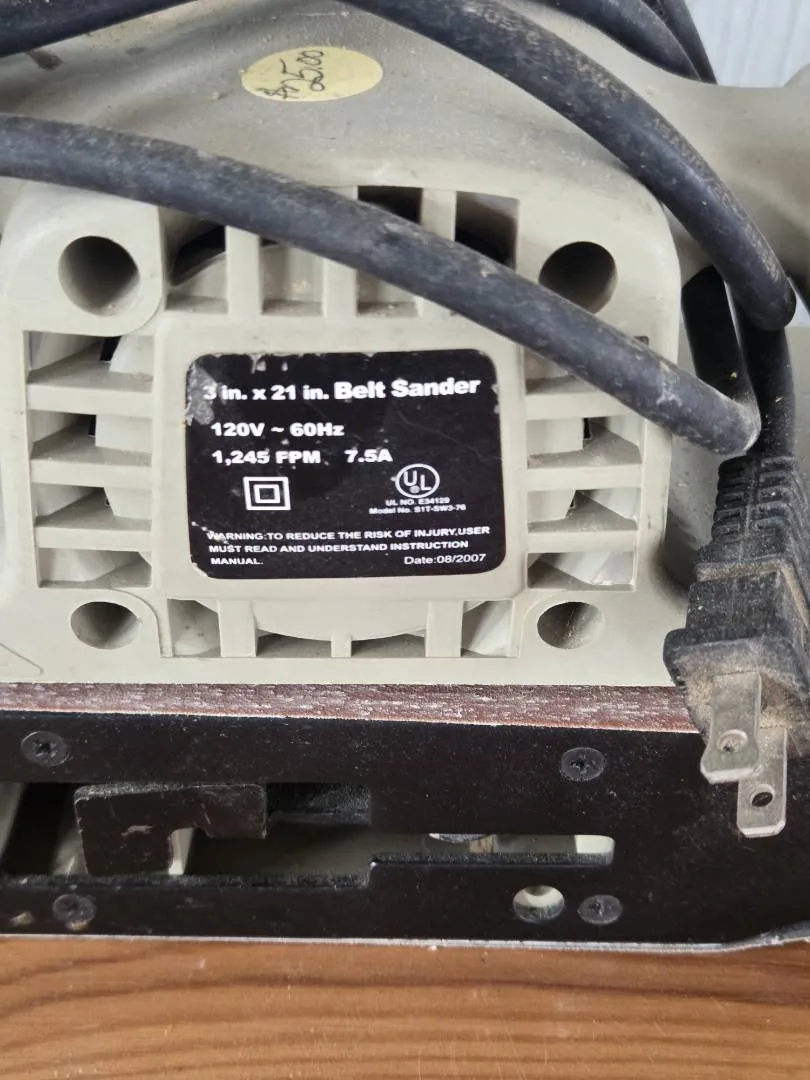 $25.00
3 in. x 21 in. Belt Sander
120V ~ 60Hz
1,245 FPM 7.5A
UL
UL NO. E34129
Model No. S1T-SW3-76
WARNING:TO REDUCE THE RISK OF INJURY,USER
MUST READ AND UNDERSTAND INSTRUCTION
MANUAL.
Date:08/2007